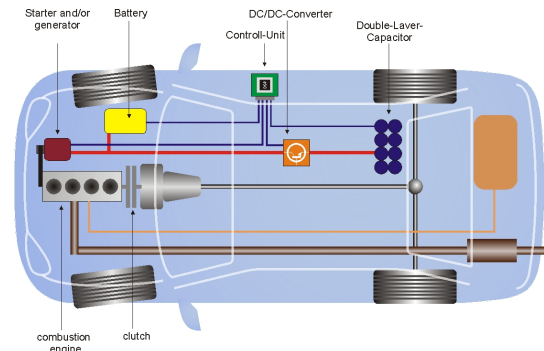 Starter and/or
generator
Battery
DC/DC-Converter
Controll-Unit
Double-Laver-
Capacitor
combustion
engine
clutch